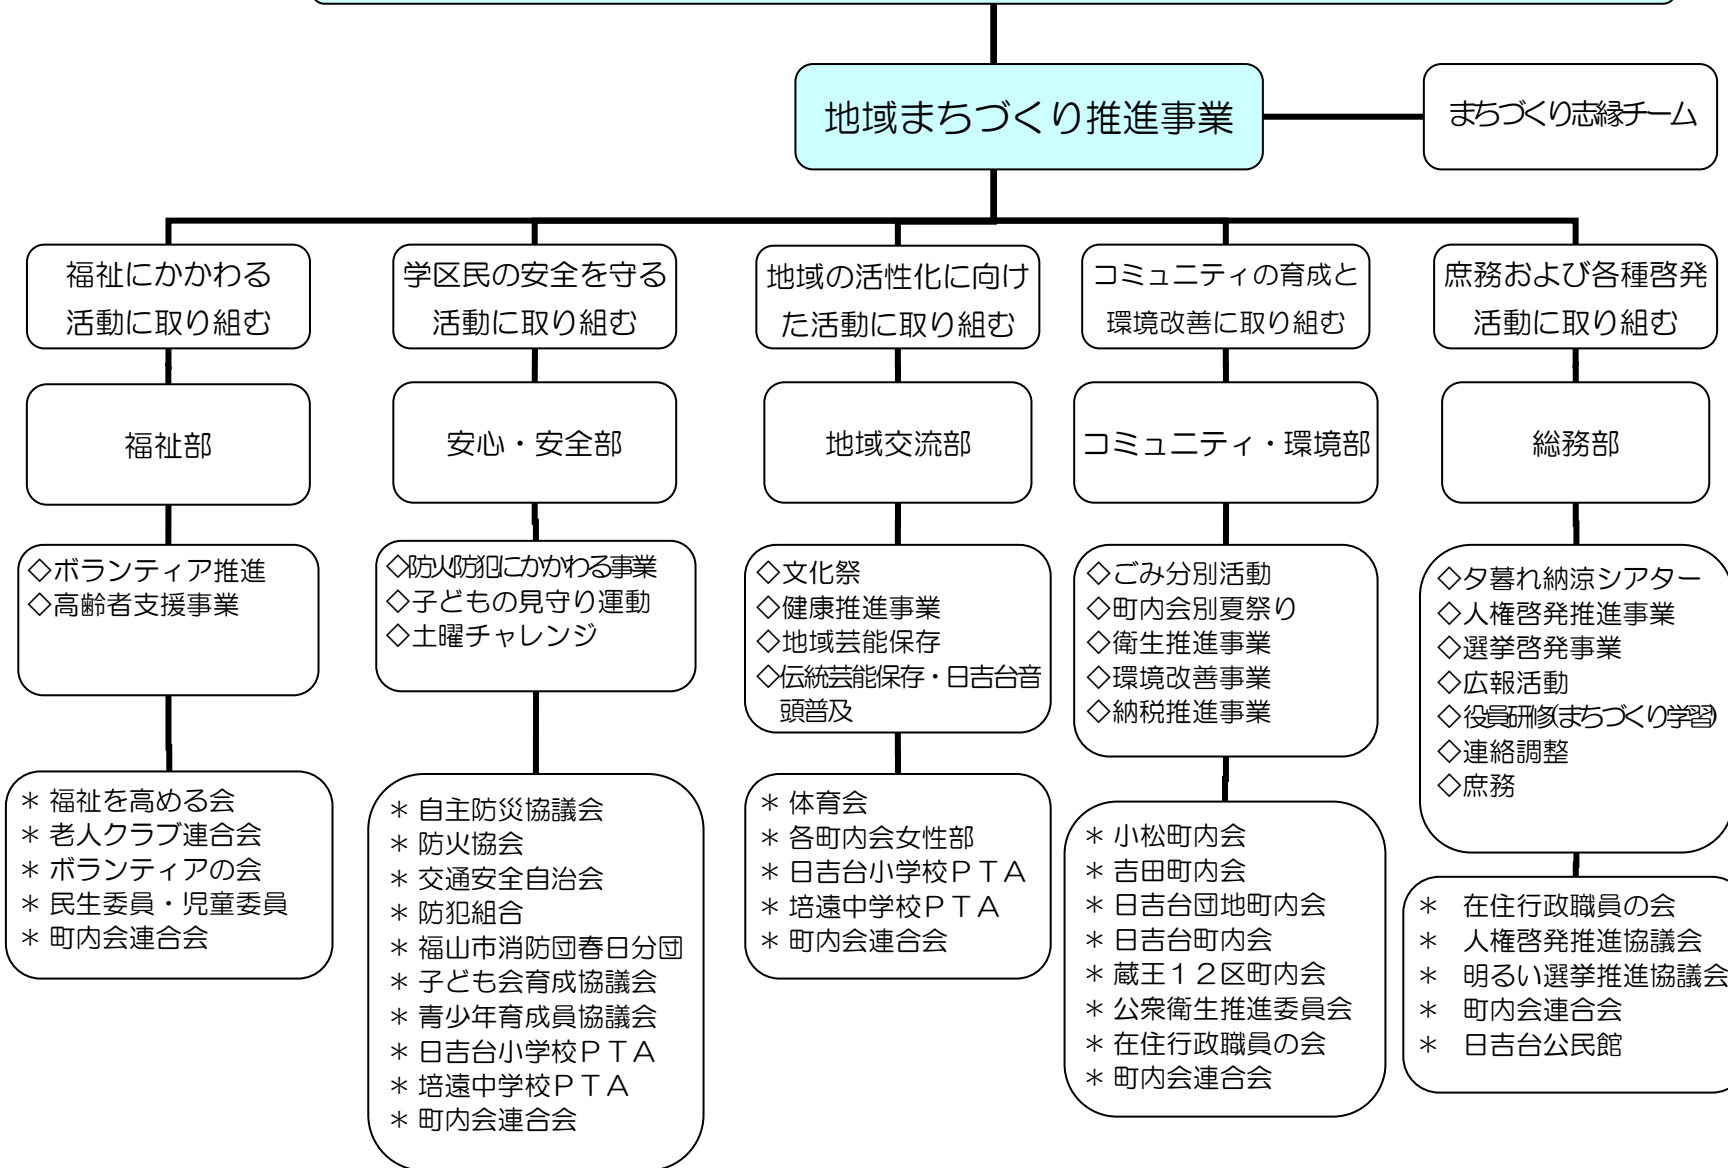 地域まちづくり推進事業
まちづくり志縁チーム
福祉にかかわる
活動に取り組む
学区民の安全を守る
活動に取り組む
地域の活性化に向け
た活動に取り組む
コミュニティの育成と
環境改善に取り組む
庶務および各種啓発
活動に取り組む
福祉部
安心・安全部
地域交流部
コミュニティ・環境部
総務部
◇ボランティア推進
◇高齢者支援事業
◇防火防犯にかかわる事業
◇子どもの見守り運動
◇土曜チャレンジ
◇文化祭
◇健康推進事業
◇地域芸能保存
◇伝統芸能保存・日吉台音
頭普及
◇ごみ分別活動
◇町内会別夏祭り
◇衛生推進事業
◇環境改善事業
◇納税推進事業
◇夕暮れ納涼シアター
◇人権啓発推進事業
◇選挙啓発事業
◇広報活動
◇役員研修(まちづくり学習)
◇連絡調整
◇庶務
＊ 福祉を高める会
＊ 老人クラブ連合会
＊ ボランティアの会
＊ 民生委員・児童委員
＊ 町内会連合会
＊ 自主防災協議会
＊ 防火協会
＊ 交通安全自治会
＊ 防犯組合
＊ 福山市消防団春日分団
＊ 子ども会育成協議会
＊ 青少年育成員協議会
＊ 日吉台小学校ＰＴＡ
＊ 培遠中学校ＰＴＡ
＊ 町内会連合会
＊ 体育会
＊ 各町内会女性部
＊ 日吉台小学校ＰＴＡ
＊ 培遠中学校ＰＴＡ
＊ 町内会連合会
＊ 小松町内会
＊ 吉田町内会
＊ 日吉台団地町内会
＊ 日吉台町内会
＊ 蔵王１２区町内会
＊ 公衆衛生推進委員会
＊ 在住行政職員の会
＊ 町内会連合会
＊ 在住行政職員の会
＊ 人権啓発推進協議会
＊ 明るい選挙推進協議会
＊ 町内会連合会
＊ 日吉台公民館